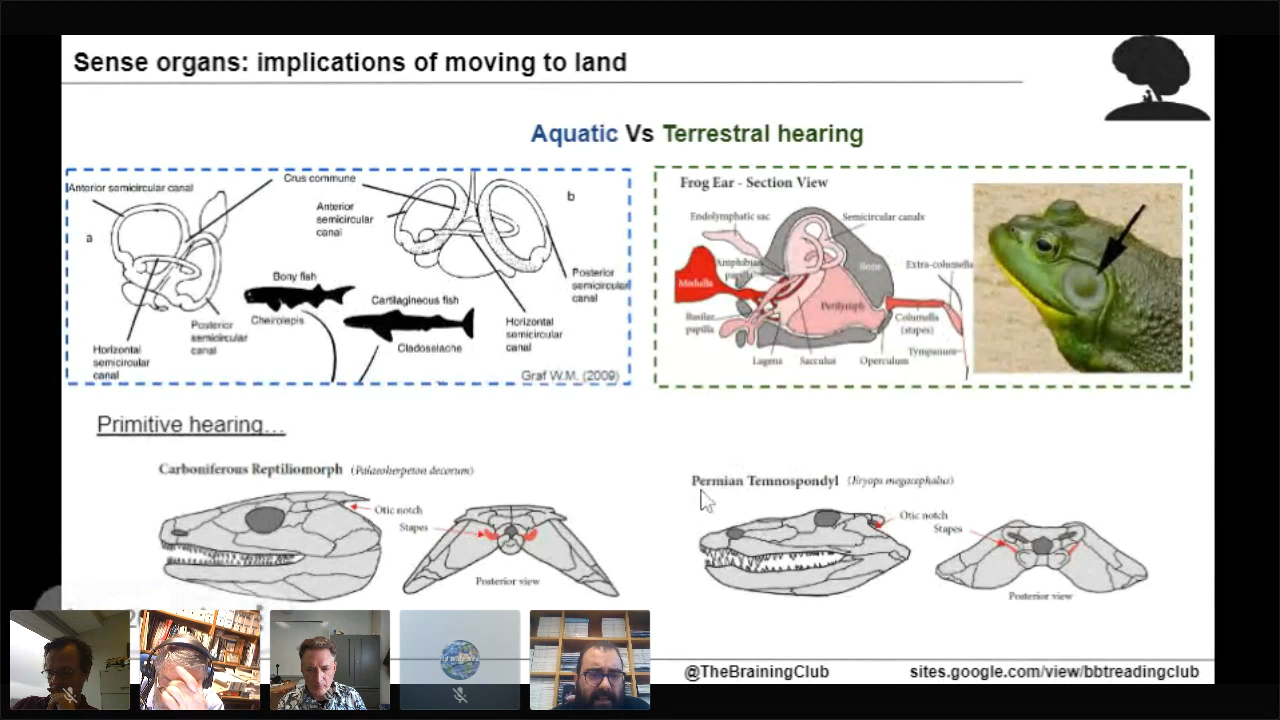 Sense organs: implications of moving to land
Aquatic Vs Terrestral hearing
Anterior semicircular canal
Crus commune
Anterior
semicircular
canal
a
b
Bony fish
Cheirolepis
Cartilagineous fish
Cladoselache
Posterior
semicircular
canal
Horizontal
semicircular
canal
Horizontal
semicircular
canal
Posterior
semicircular
canal
Graf W.M. (2009)
Frog Ear - Section View
Endolymphatic sac
Semicircular canals
Amphibian
papilla
Bone
Extra-columella
Medulla
Perilymph
Basilar
papilla
Columella
(stapes)
Lagena
Sacculus
Operculum
Tympanum
Primitive hearing...
Carboniferous Reptiliomorph (Palaeoherpeton decorum)
Otic notch
Stapes
Posterior view
Permian Temnospondyl (Eryops megacephalus)
Otic notch
Stapes
Posterior view
@TheBrainingClub
sites.google.com/view/bbtreadingclub